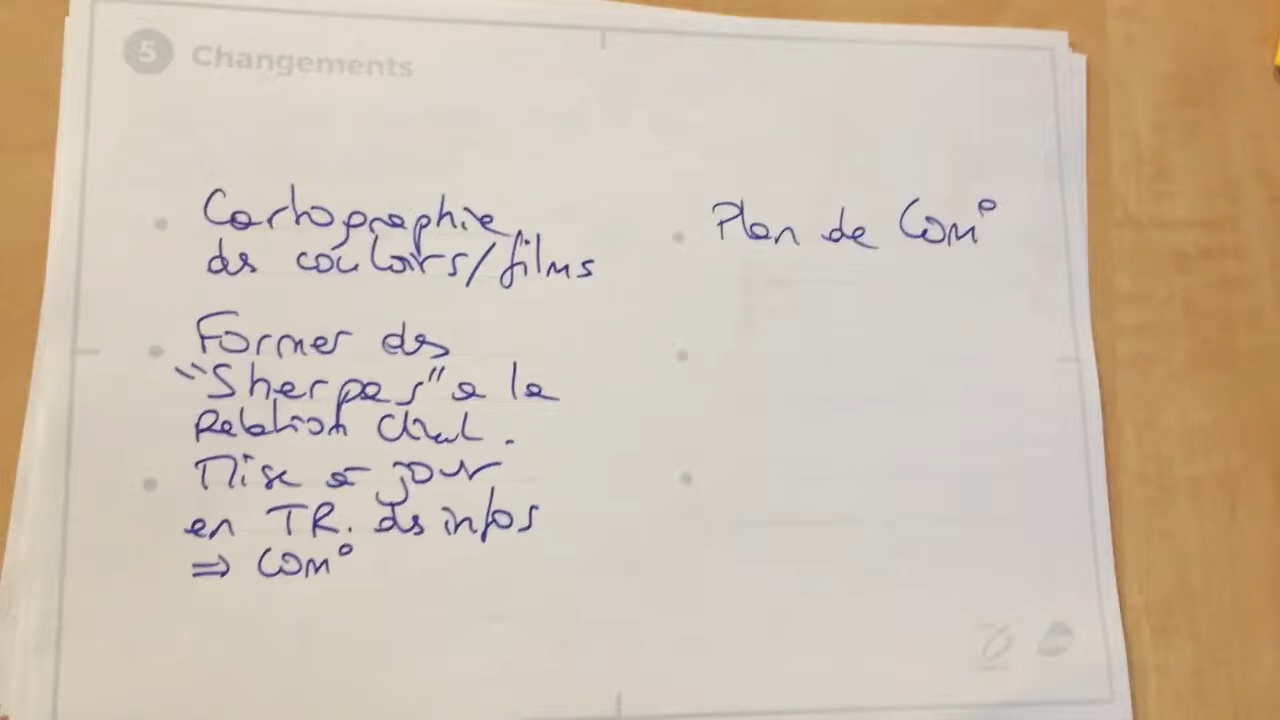 5 Changements
Cartographie
des couloirs/films
Former des
"Sherpas" a la
Relation Client.
Mise à jour
en TR. des infos
⇒ Com°
Plan de Com°